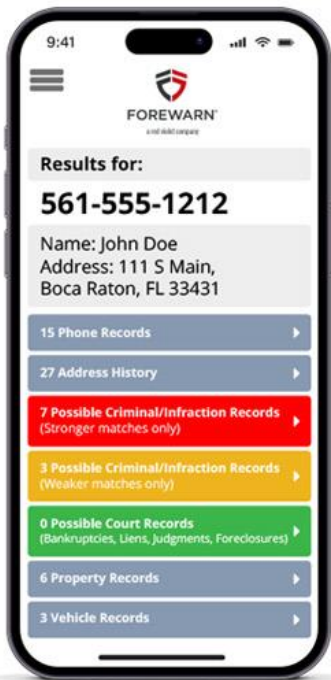 9:41
FOREWARN
a red violet company
Results for:
561-555-1212
Name: John Doe
Address: 111 S Main,
Boca Raton, FL 33431
15 Phone Records
27 Address History
7 Possible Criminal/Infraction Records
(Stronger matches only)
3 Possible Criminal/Infraction Records
(Weaker matches only)
0 Possible Court Records
(Bankruptcies, Liens, Judgments, Foreclosures)
6 Property Records
3 Vehicle Records